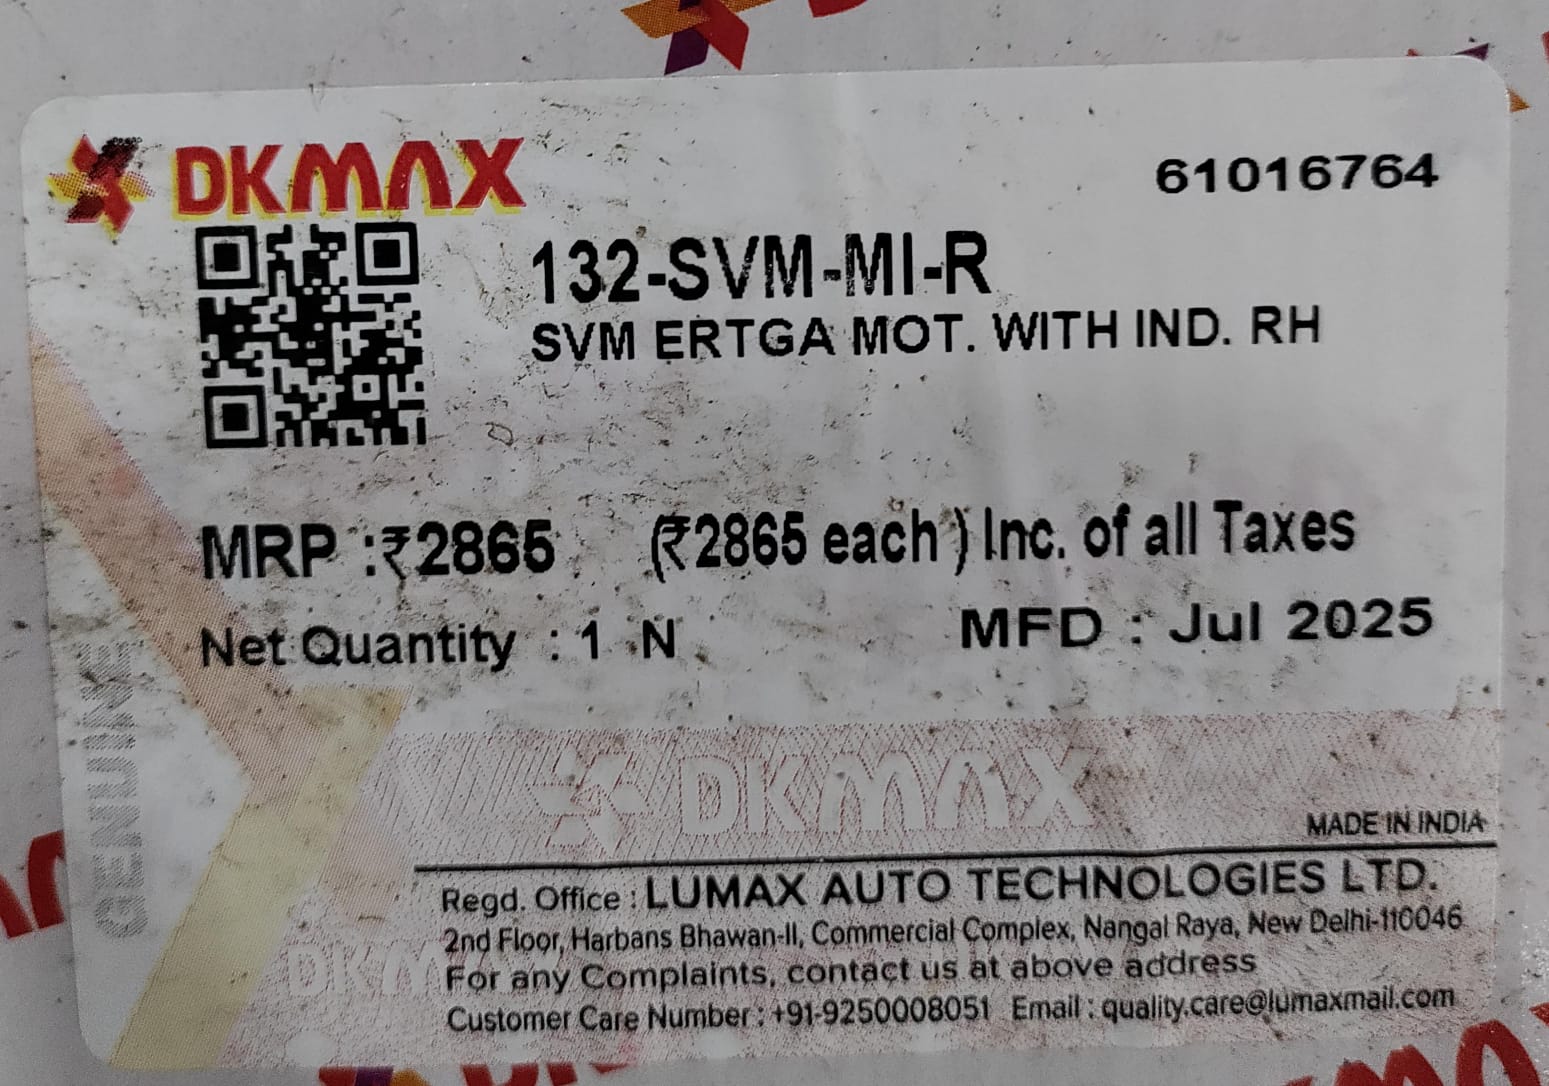 DKMAX
61016764
132-SVM-MI-R
SVM ERTGA MOT. WITH IND. RH
MRP :₹2865 (₹2865 each ) Inc. of all Taxes
Net Quantity : 1 N
MFD : Jul 2025
GENUINE
DKMAX
MADE IN INDIA
Regd. Office : LUMAX AUTO TECHNOLOGIES LTD.
2nd Floor, Harbans Bhawan-II, Commercial Complex, Nangal Raya, New Delhi-110046
DKM
For any Complaints, contact us at above address
Customer Care Number : +91-9250008051 Email : quality.care@lumaxmail.com